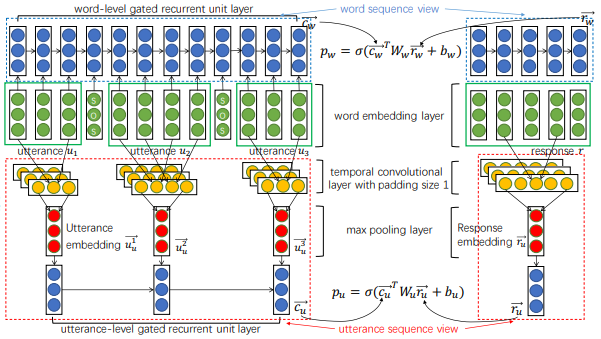 word-level gated recurrent unit layer
word sequence view
$\overrightarrow{c_w}$
$\overrightarrow{r_w}$
$p_w = \sigma(\overrightarrow{c_w}^T W_w \overrightarrow{r_w} + b_w)$
S O S
S O S
word embedding layer
utterance $u_1$
utterance $u_2$
utterance $u_3$
response $r$
temporal convolutional
layer with padding size 1
Utterance
embedding $\overrightarrow{u_u^1}$
$\overrightarrow{u_u^2}$
$\overrightarrow{u_u^3}$
max pooling layer
Response
embedding $\overrightarrow{r_u}$
$p_u = \sigma(\overrightarrow{c_u}^T W_u \overrightarrow{r_u} + b_u)$
$\overrightarrow{c_u}$
$\overrightarrow{r_u}$
utterance-level gated recurrent unit layer
utterance sequence view